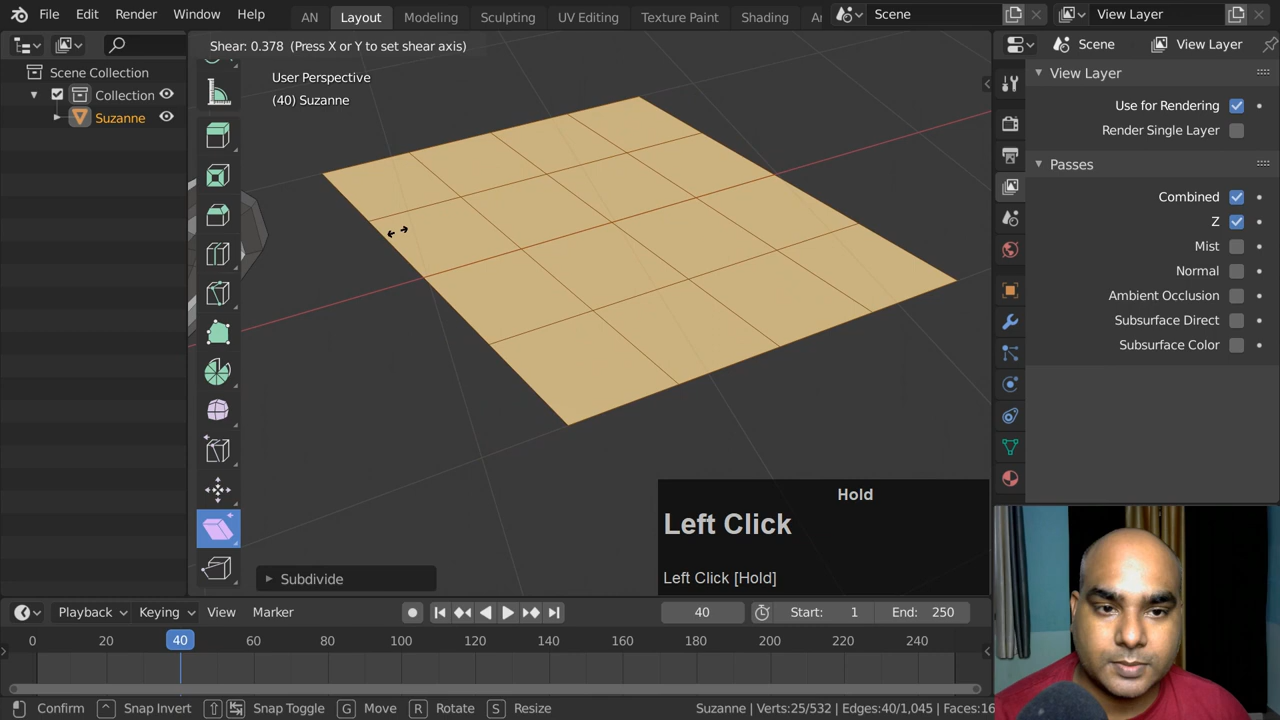 File Edit Render Window Help AN Layout Modeling Sculpting UV Editing Texture Paint Shading Scene View Layer
Shear: 0.378 (Press X or Y to set shear axis)
Scene View Layer
Scene Collection
Collection
Suzanne
User Perspective
(40) Suzanne
View Layer
Use for Rendering
Render Single Layer
Passes
Combined
Z
Mist
Normal
Ambient Occlusion
Subsurface Direct
Subsurface Color
Hold
Left Click
Left Click [Hold]
Subdivide
Playback Keying View Marker 40 Start: 1 End: 250
0 20 40 60 80 100 120 140 160 180 200 220 240
Confirm Snap Invert Snap Toggle G Move R Rotate S Resize Suzanne | Verts:25/532 | Edges:40/1,045 | Faces:16